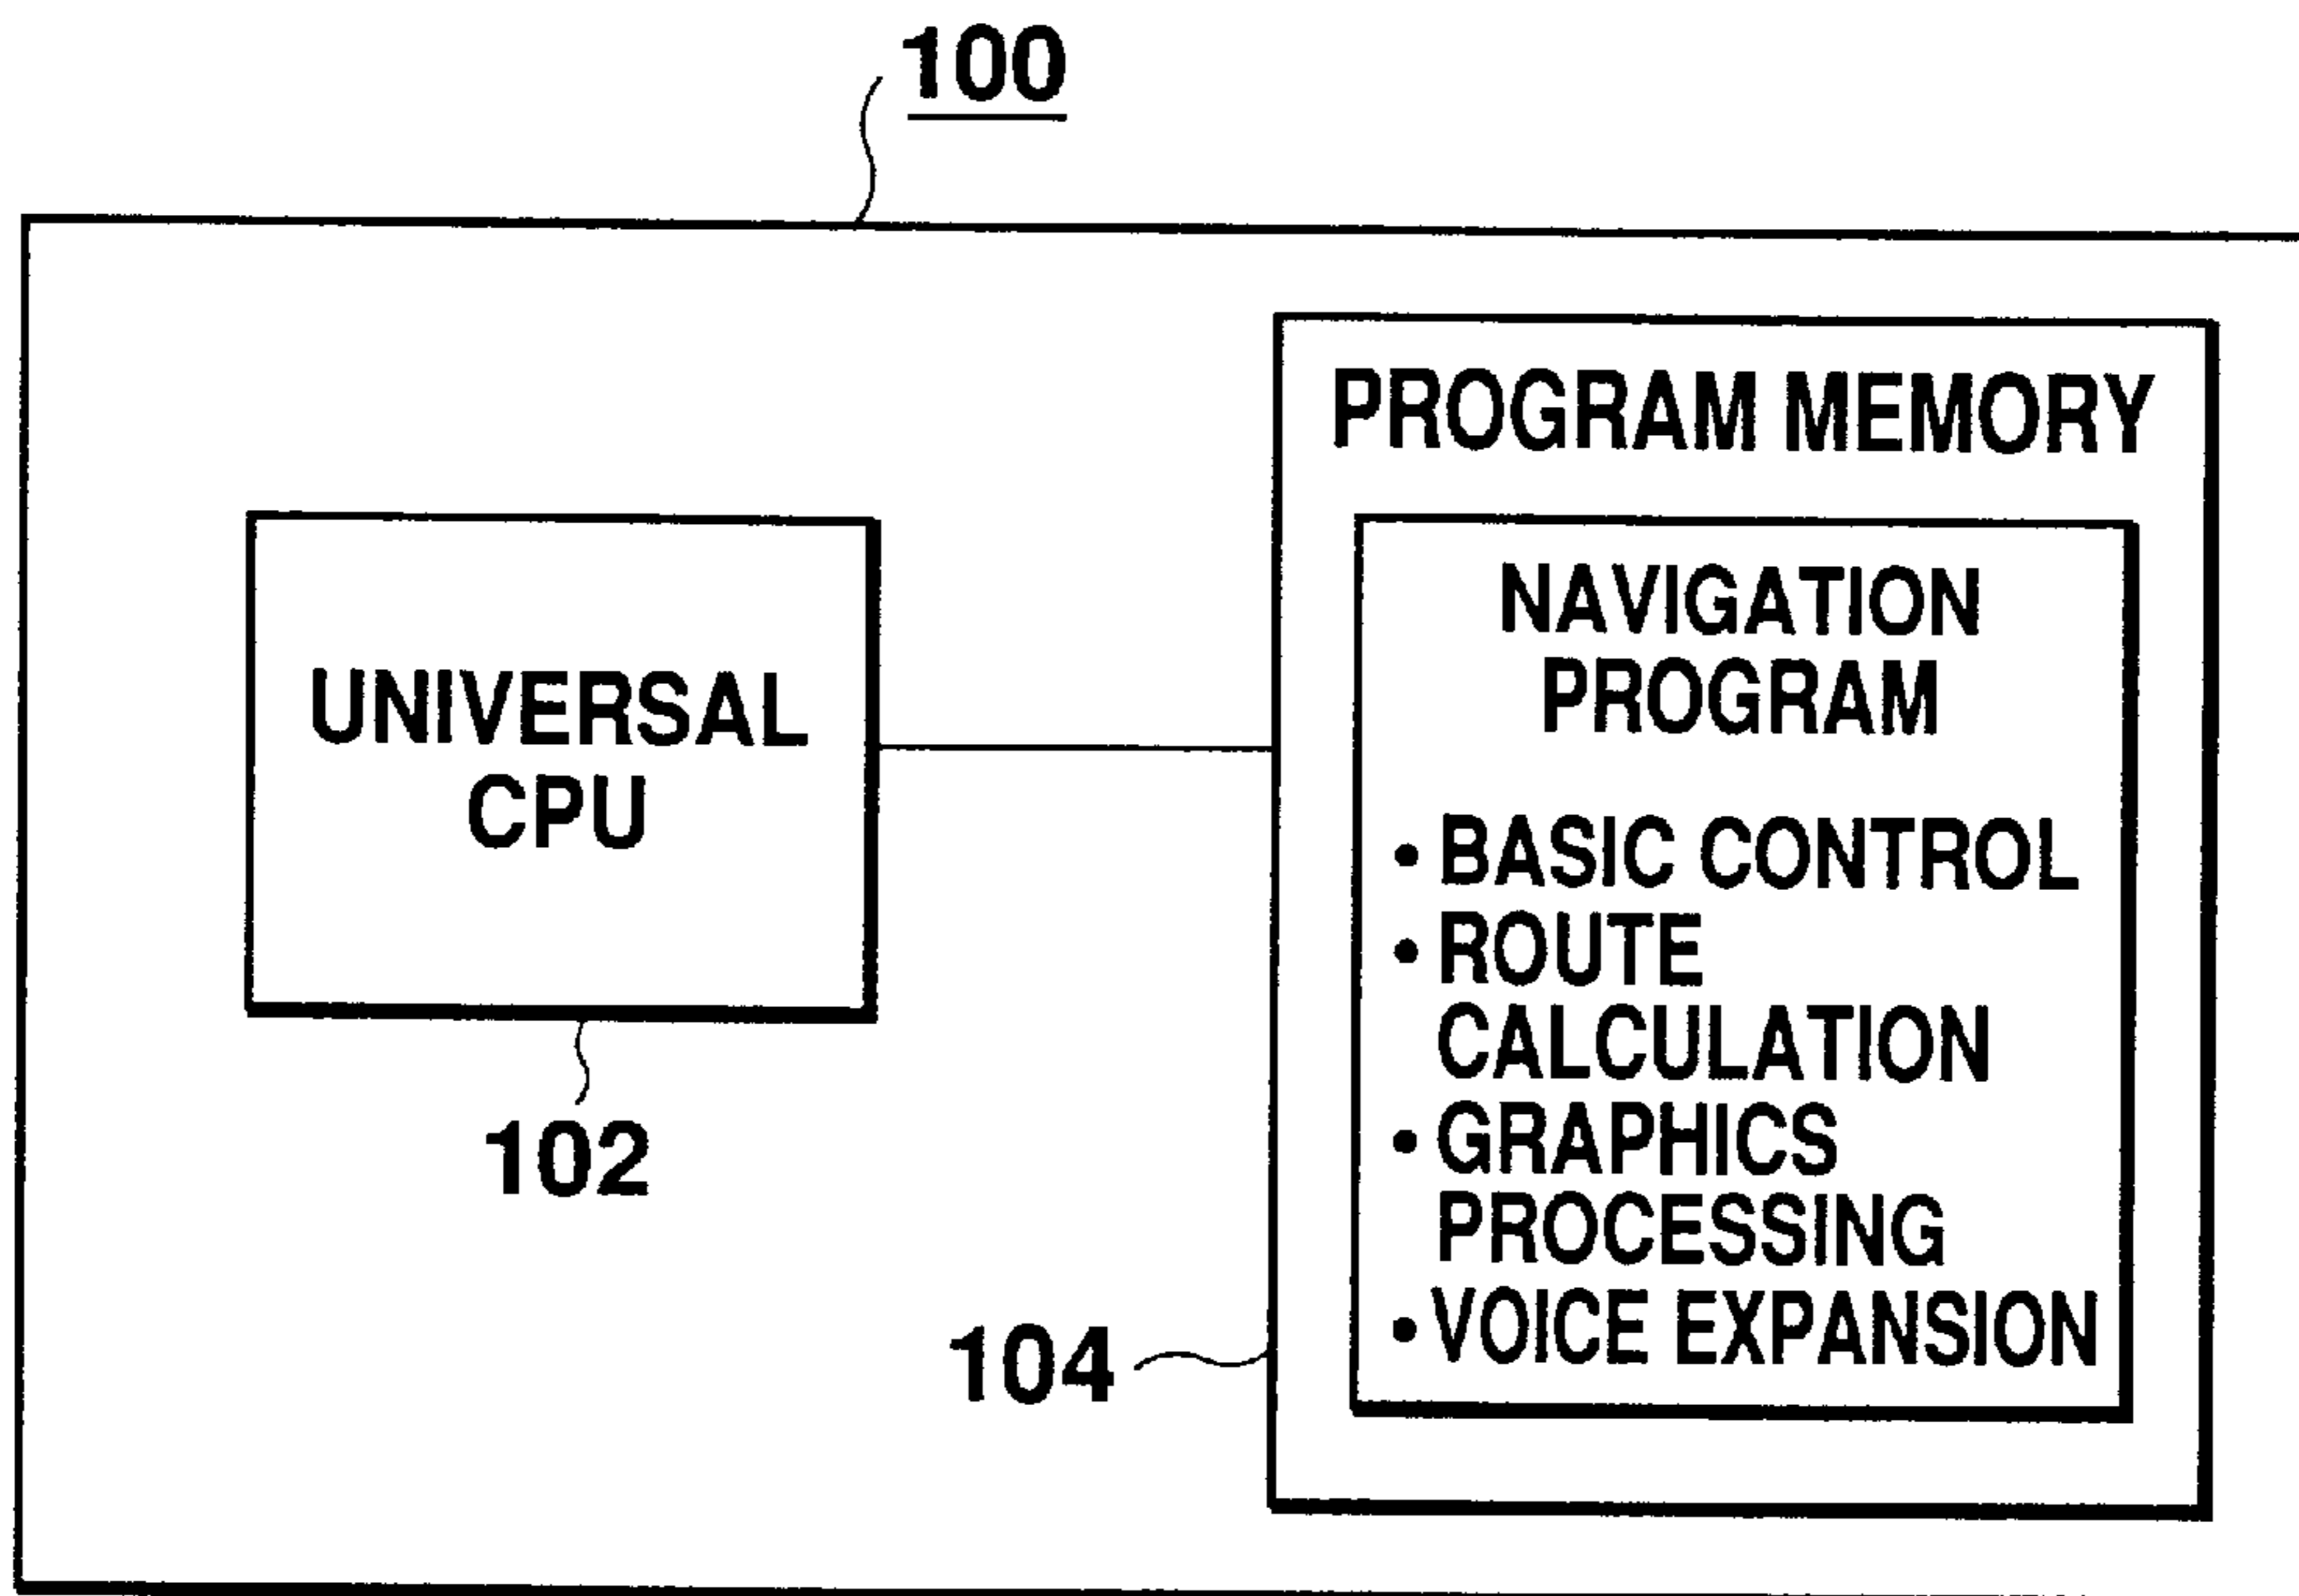 100
PROGRAM MEMORY
NAVIGATION
PROGRAM
UNIVERSAL
CPU
• BASIC CONTROL
• ROUTE
CALCULATION
• GRAPHICS
PROCESSING
• VOICE EXPANSION
102
104